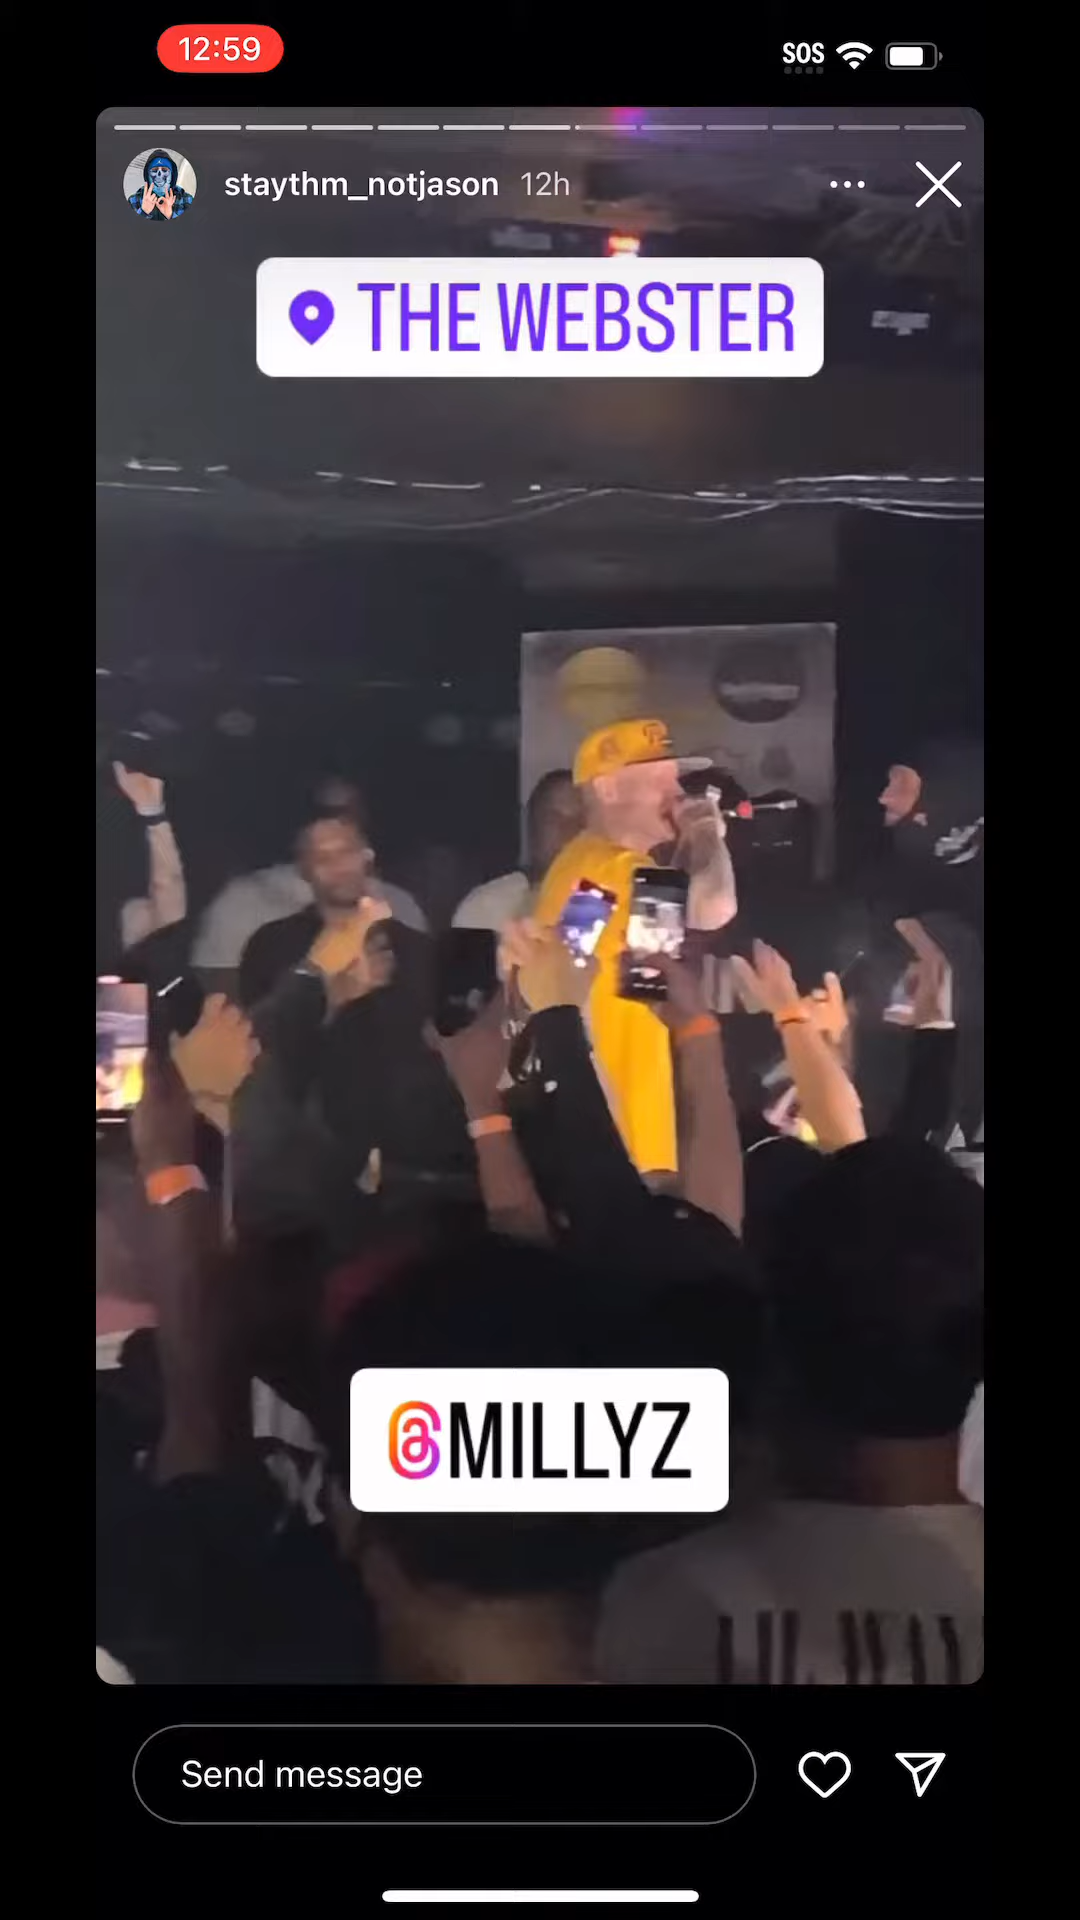 12:59
SOS
staythm_notjason 12h
THE WEBSTER
@MILLYZ
Send message